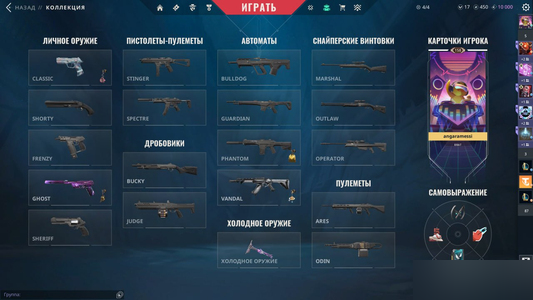 НАЗАД // КОЛЛЕКЦИЯ
ИГРАТЬ
4/4
17
450
10 000
ЛИЧНОЕ ОРУЖИЕ
ПИСТОЛЕТЫ-ПУЛЕМЕТЫ
АВТОМАТЫ
СНАЙПЕРСКИЕ ВИНТОВКИ
КАРТОЧКИ ИГРОКА
CLASSIC
STINGER
BULLDOG
MARSHAL
SHORTY
SPECTRE
GUARDIAN
OUTLAW
angaramessi
ДРОБОВИКИ
FRENZY
BUCKY
PHANTOM
OPERATOR
ПУЛЕМЕТЫ
САМОВЫРАЖЕНИЕ
GHOST
JUDGE
VANDAL
ARES
ХОЛОДНОЕ ОРУЖИЕ
SHERIFF
ХОЛОДНОЕ ОРУЖИЕ
ODIN
Группа